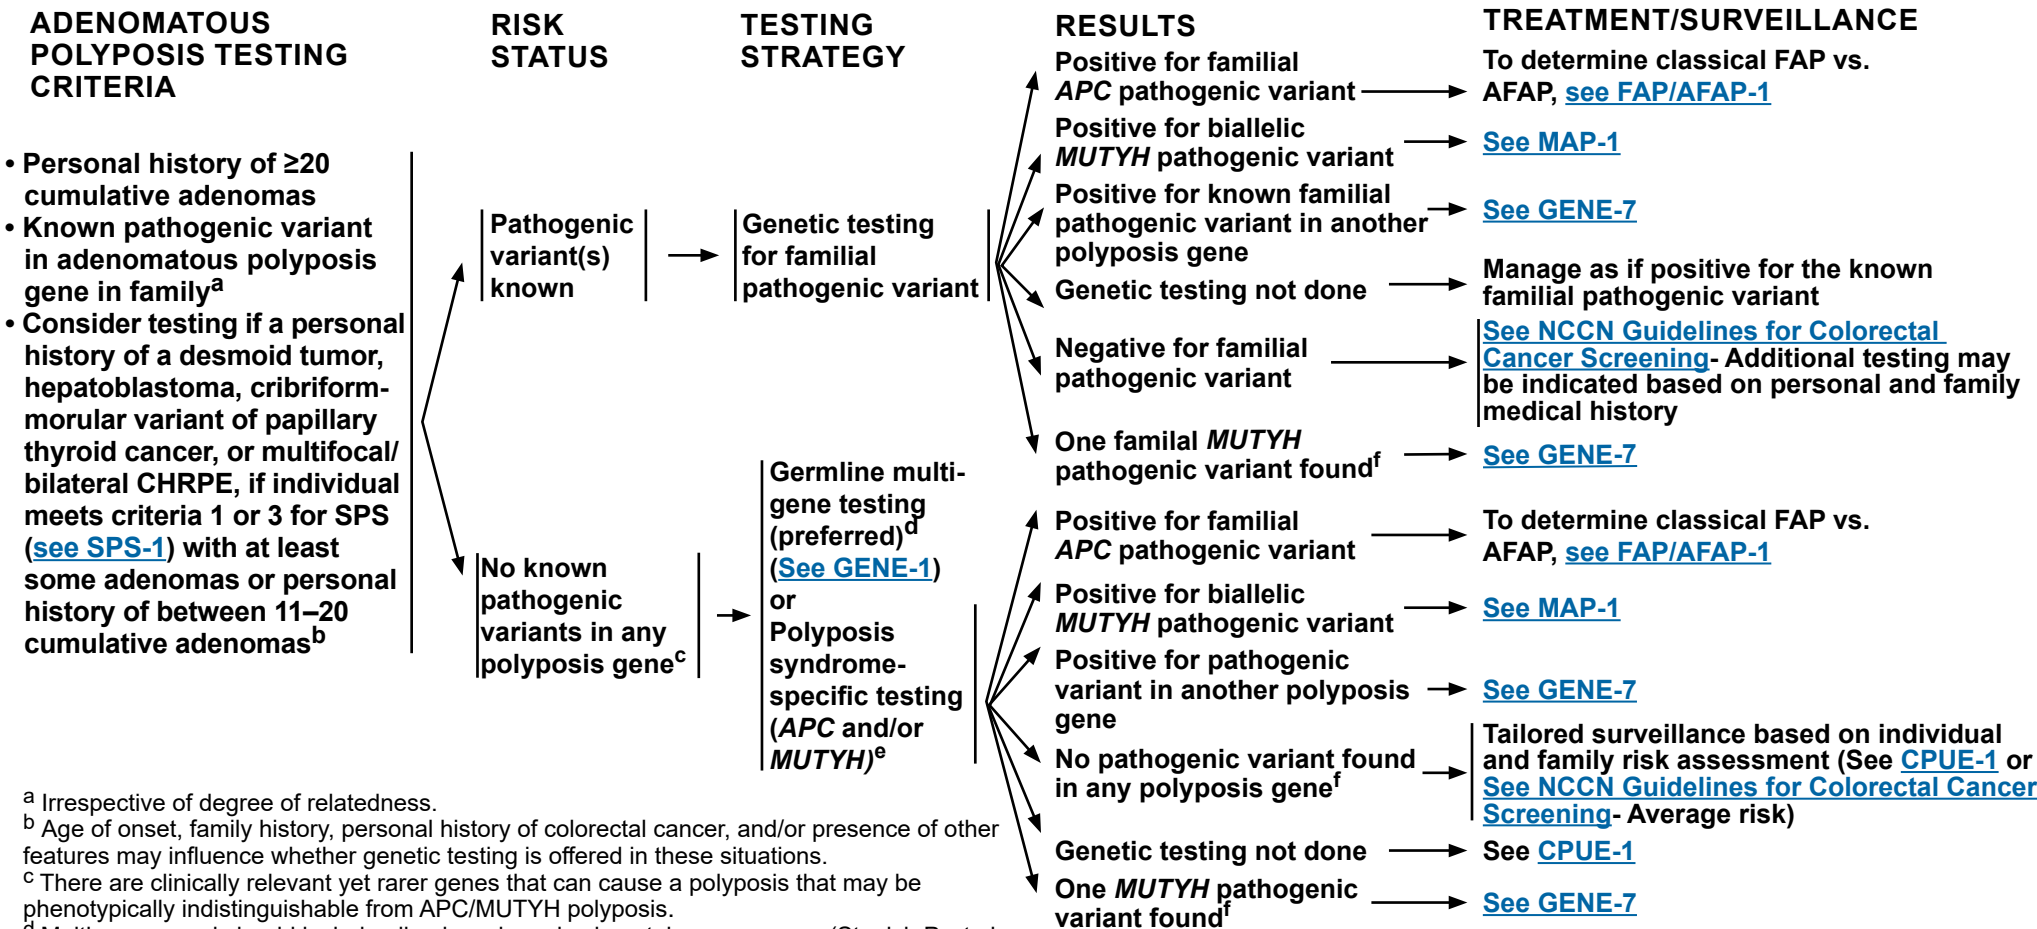 ADENOMATOUS
POLYPOSIS TESTING
CRITERIA
• Personal history of ≥20
cumulative adenomas
• Known pathogenic variant
in adenomatous polyposis
gene in familyᵃ
• Consider testing if a personal
history of a desmoid tumor,
hepatoblastoma, cribriform-
morular variant of papillary
thyroid cancer, or multifocal/
bilateral CHRPE, if individual
meets criteria 1 or 3 for SPS
(see SPS-1) with at least
some adenomas or personal
history of between 11–20
cumulative adenomasᵇ
RISK
STATUS
Pathogenic
variant(s)
known
No known
pathogenic
variants in any
polyposis geneᶜ
TESTING
STRATEGY
Genetic testing
for familial
pathogenic variant
Germline multi-
gene testing
(preferred)ᵈ
(See GENE-1)
or
Polyposis
syndrome-
specific testing
(APC and/or
MUTYH)ᵉ
RESULTS
TREATMENT/SURVEILLANCE
Positive for familial
APC pathogenic variant
To determine classical FAP vs.
AFAP, see FAP/AFAP-1
Positive for biallelic
MUTYH pathogenic variant
See MAP-1
Positive for known familial
pathogenic variant in another
polyposis gene
See GENE-7
Genetic testing not done
Manage as if positive for the known
familial pathogenic variant
Negative for familial
pathogenic variant
See NCCN Guidelines for Colorectal
Cancer Screening- Additional testing may
be indicated based on personal and family
medical history
One familal MUTYH
pathogenic variant foundᶠ
See GENE-7
Positive for familial
APC pathogenic variant
To determine classical FAP vs.
AFAP, see FAP/AFAP-1
Positive for biallelic
MUTYH pathogenic variant
See MAP-1
Positive for pathogenic
variant in another polyposis
gene
See GENE-7
No pathogenic variant found
in any polyposis geneᶠ
Tailored surveillance based on individual
and family risk assessment (See CPUE-1 or
See NCCN Guidelines for Colorectal Cancer
Screening- Average risk)
Genetic testing not done
See CPUE-1
One MUTYH pathogenic
variant foundᶠ
See GENE-7
ᵃ Irrespective of degree of relatedness.
ᵇ Age of onset, family history, personal history of colorectal cancer, and/or presence of other
features may influence whether genetic testing is offered in these situations.
ᶜ There are clinically relevant yet rarer genes that can cause a polyposis that may be
phenotypically indistinguishable from APC/MUTYH polyposis.